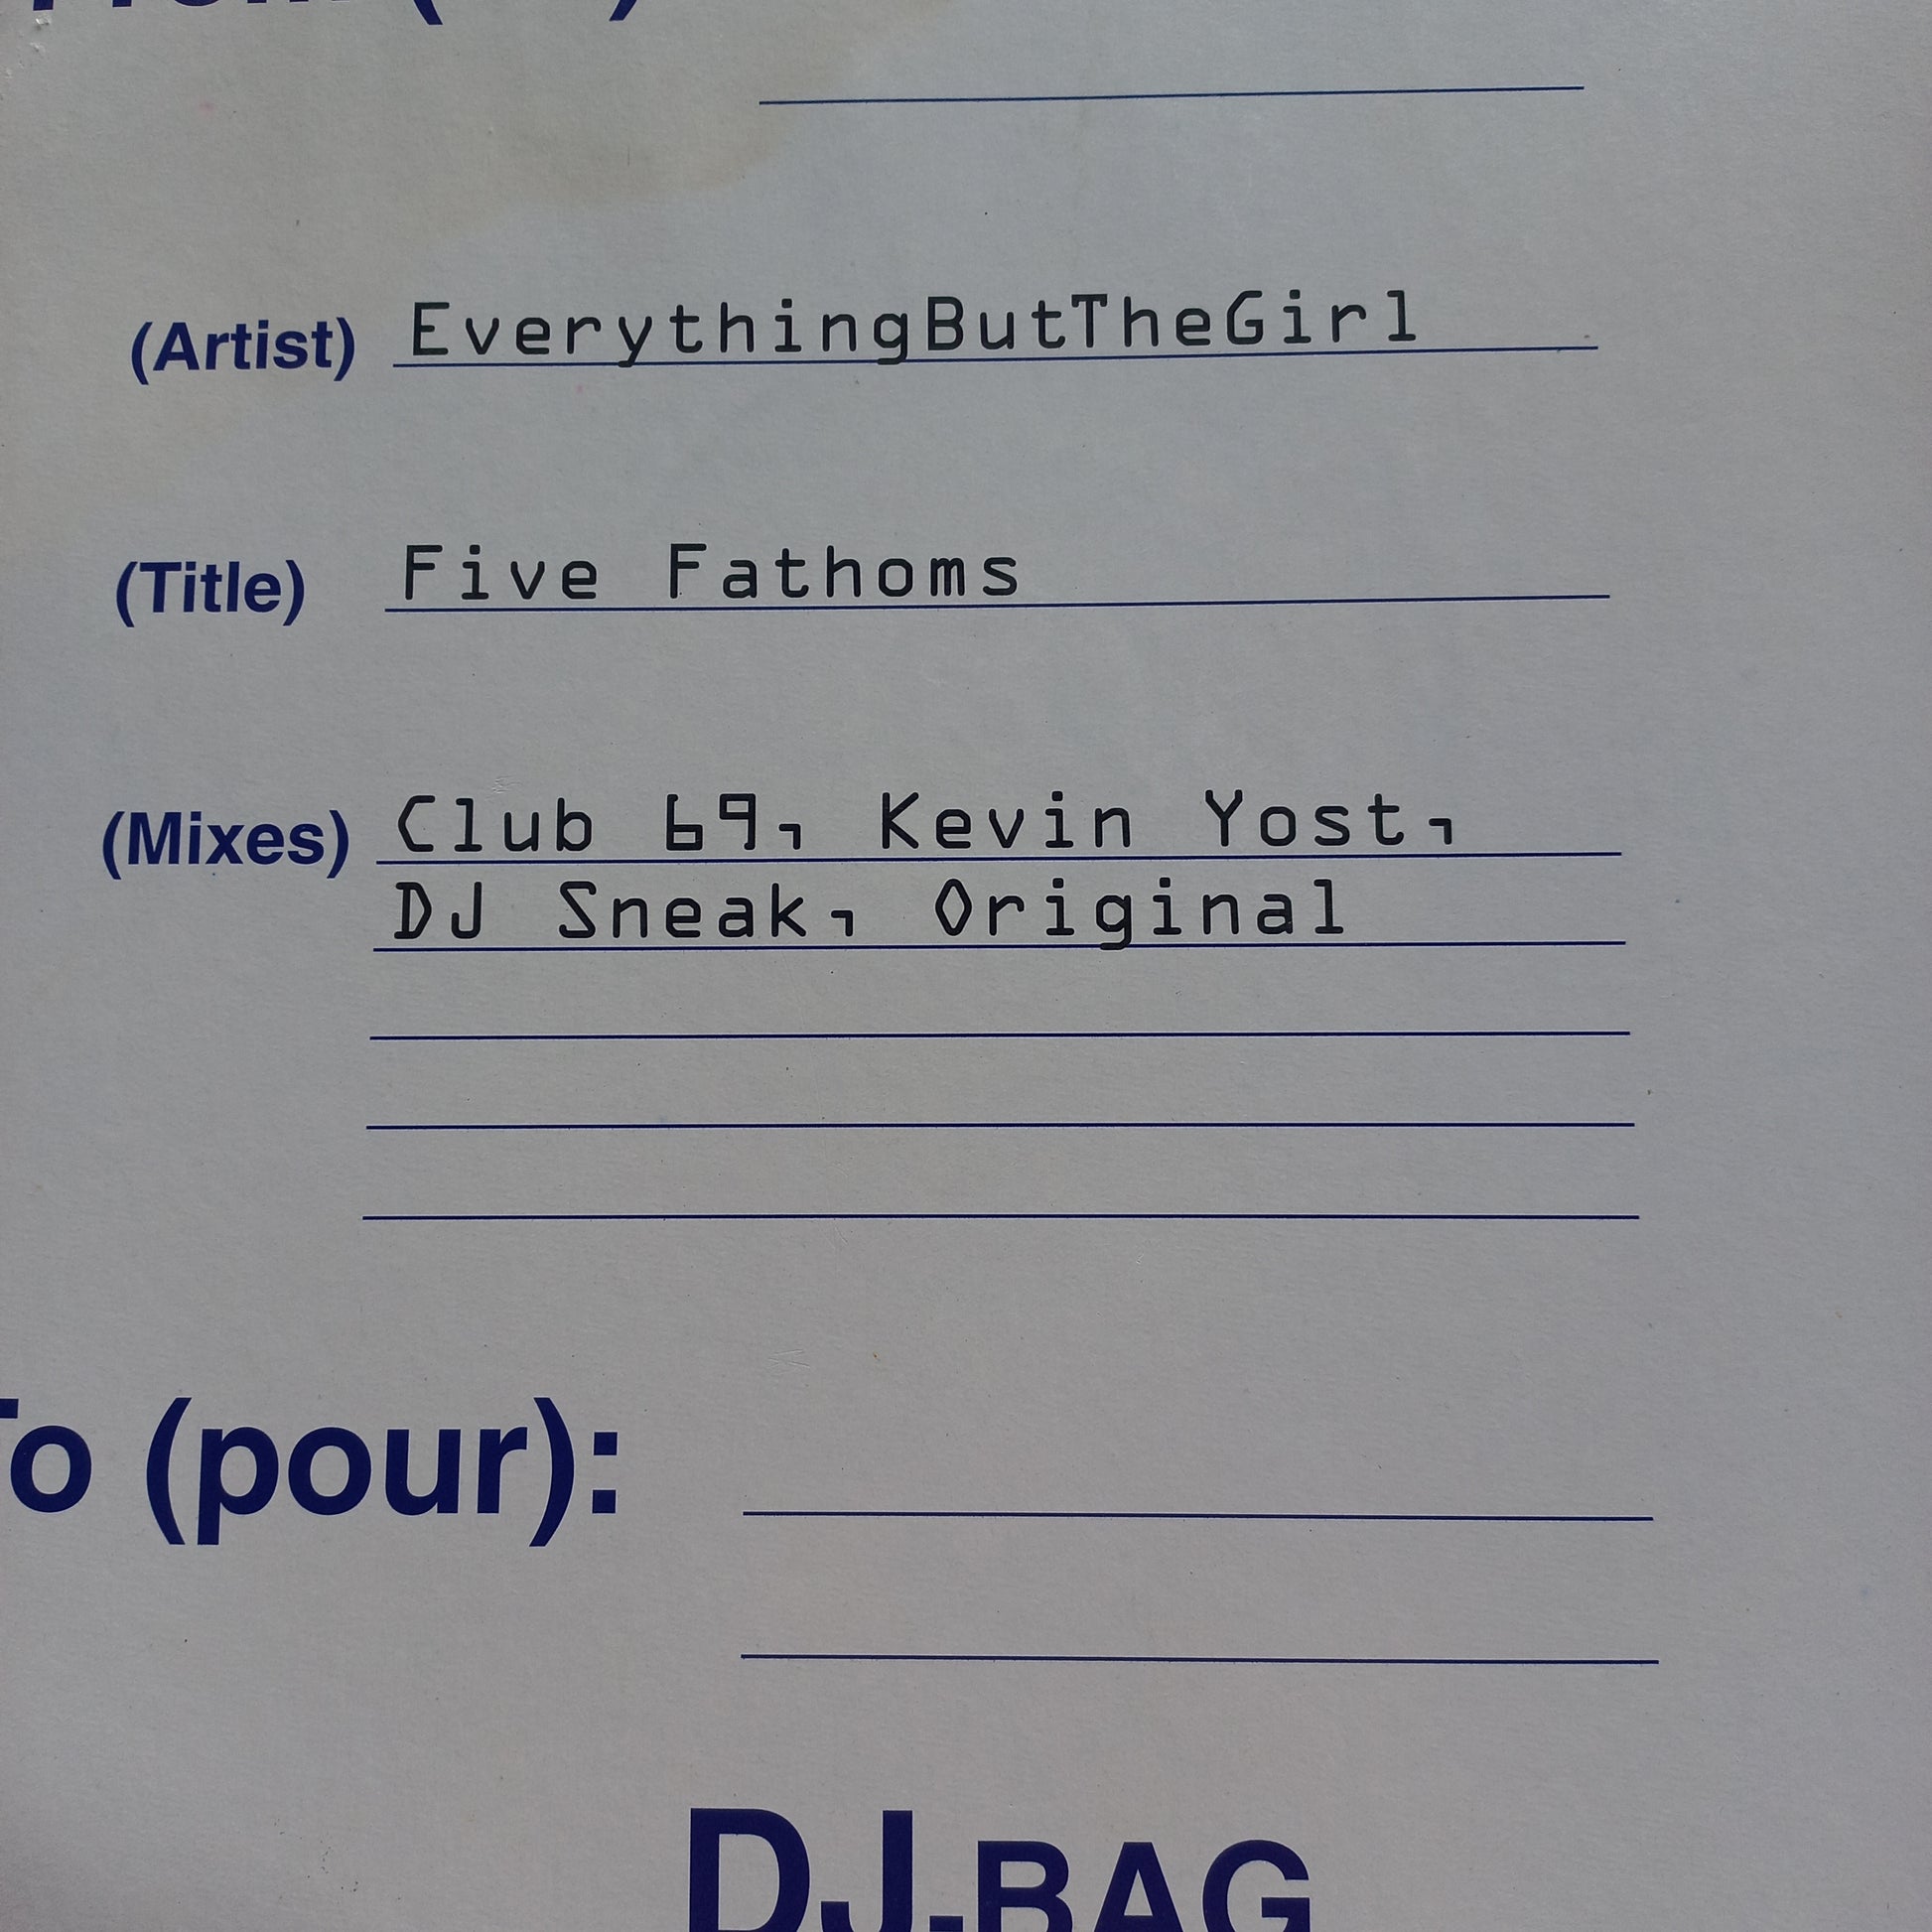 (Artist) EverythingButTheGirl
(Title) Five Fathoms
(Mixes) Club 69, Kevin Yost,
DJ Sneak, Original
To (pour):
DJ-BAG